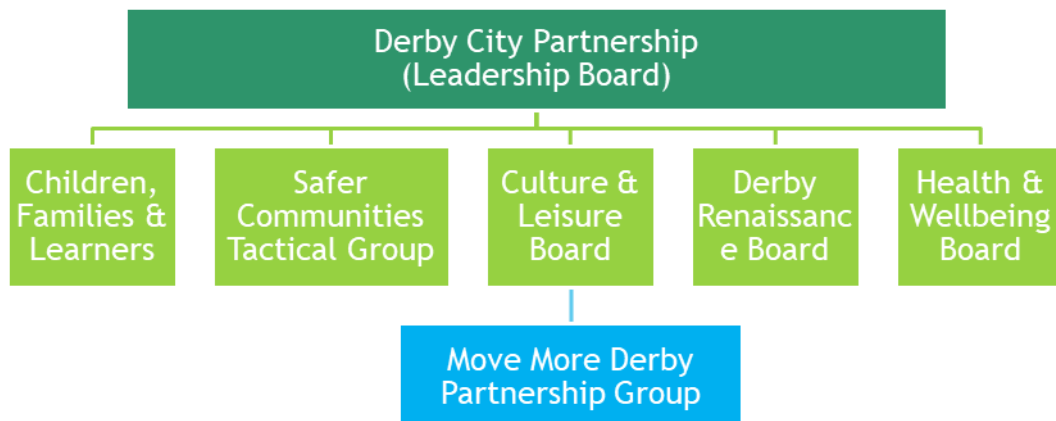 Derby City Partnership
(Leadership Board)
Children,
Families &
Learners
Safer
Communities
Tactical Group
Culture &
Leisure
Board
Derby
Renaissanc
e Board
Health &
Wellbeing
Board
Move More Derby
Partnership Group